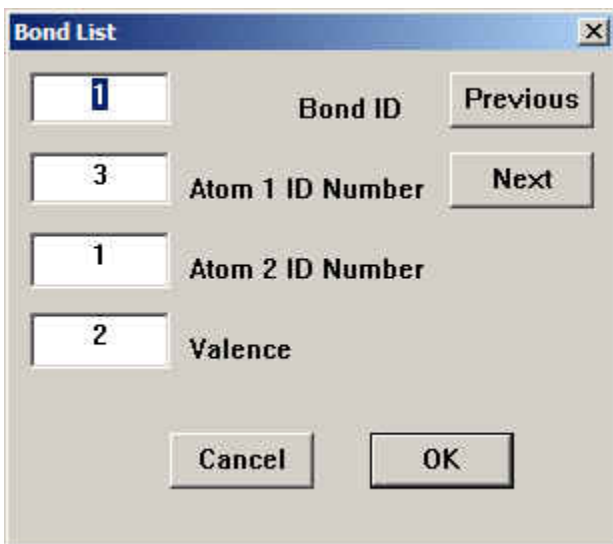 Bond List
1 Bond ID Previous
3 Atom 1 ID Number Next
1 Atom 2 ID Number
2 Valence
Cancel OK